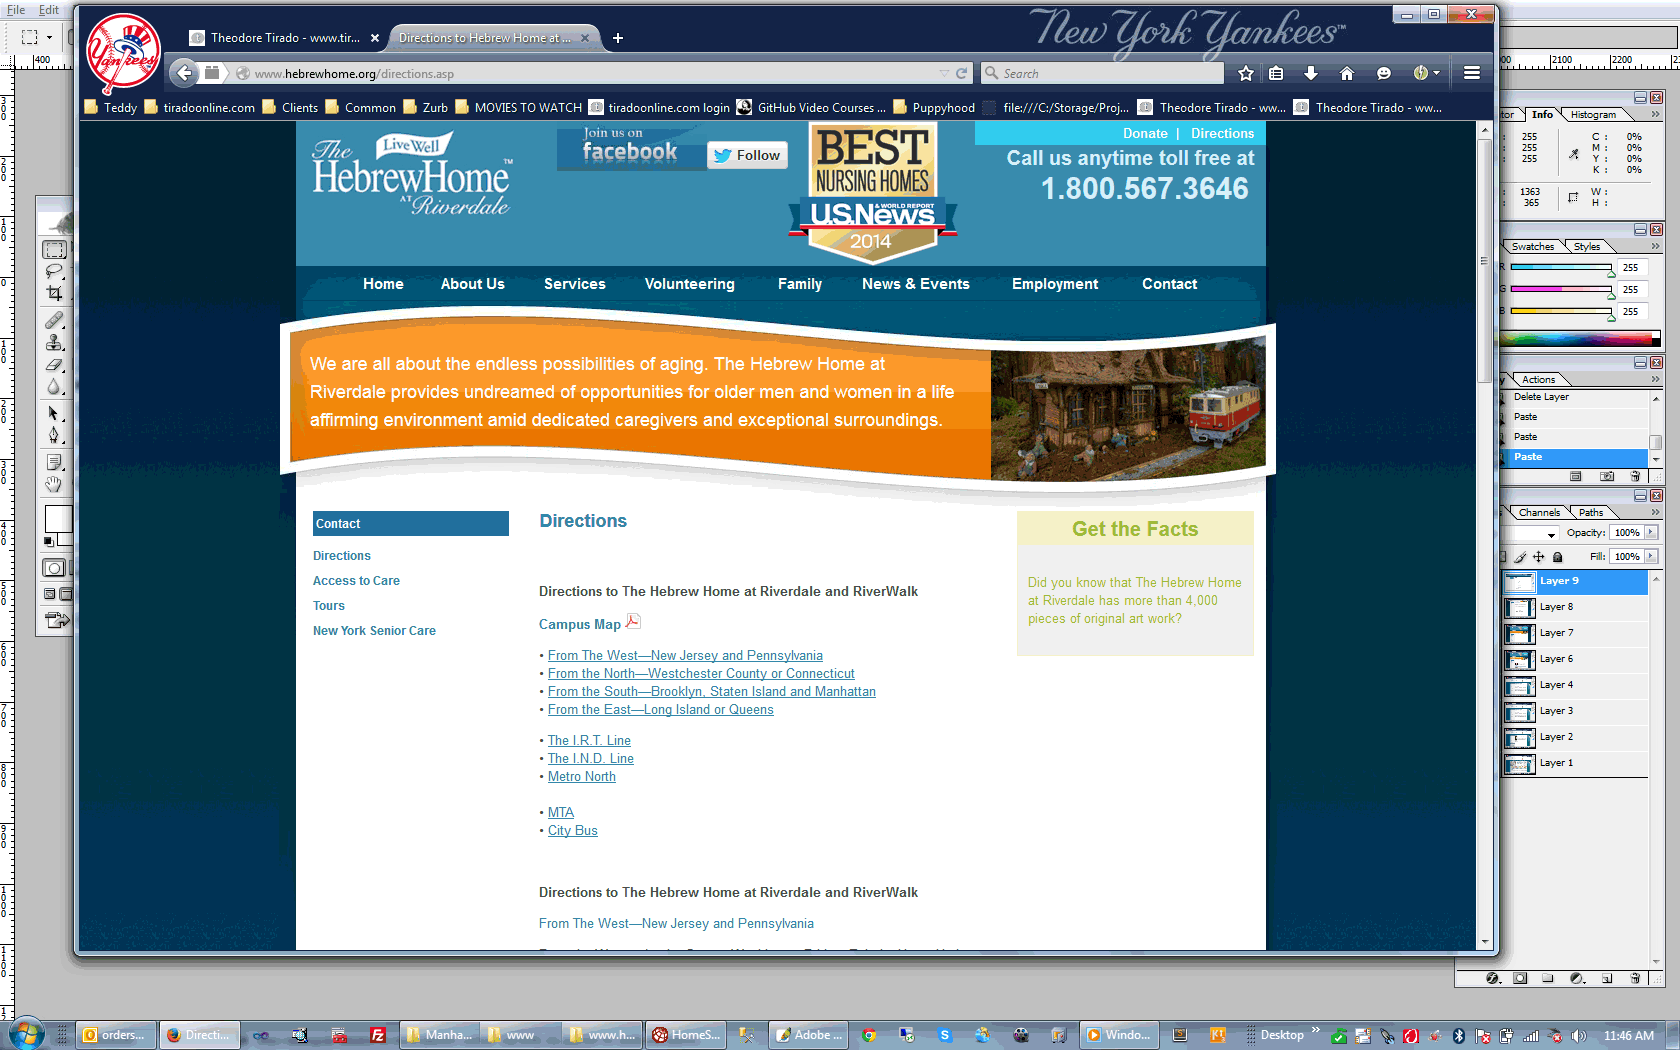 File Edit
New York Yankees™
Yankees
Theodore Tirado - www.tir...
Directions to Hebrew Home at ...
www.hebrewhome.org/directions.asp
Search
Teddy
tiradoonline.com
Clients
Common
Zurb
MOVIES TO WATCH
tiradoonline.com login
GitHub Video Courses ...
Puppyhood
file:///C:/Storage/Proj...
Theodore Tirado - ww...
Theodore Tirado - ww...
The
Live Well
HebrewHome™
AT Riverdale
Join us on
facebook
Follow
BEST
NURSING HOMES
U.S.News
& WORLD REPORT
2014
Donate | Directions
Call us anytime toll free at
1.800.567.3646
Home About Us Services Volunteering Family News & Events Employment Contact
We are all about the endless possibilities of aging. The Hebrew Home at
Riverdale provides undreamed of opportunities for older men and women in a life
affirming environment amid dedicated caregivers and exceptional surroundings.
Contact
Directions
Access to Care
Tours
New York Senior Care
Directions
Directions to The Hebrew Home at Riverdale and RiverWalk
Campus Map
• From The West—New Jersey and Pennsylvania
• From the North—Westchester County or Connecticut
• From the South—Brooklyn, Staten Island and Manhattan
• From the East—Long Island or Queens
• The I.R.T. Line
• The I.N.D. Line
• Metro North
• MTA
• City Bus
Directions to The Hebrew Home at Riverdale and RiverWalk
From The West—New Jersey and Pennsylvania
Get the Facts
Did you know that The Hebrew Home
at Riverdale has more than 4,000
pieces of original art work?
400
2100 2200
Info Histogram
255 C : 0%
255 M : 0%
255 Y : 0%
K : 0%
1363 W :
365 H :
Swatches Styles
R 255
G 255
B 255
Actions
Delete Layer
Paste
Paste
Paste
Channels Paths
Opacity: 100%
Fill: 100%
Layer 9
Layer 8
Layer 7
Layer 6
Layer 4
Layer 3
Layer 2
Layer 1
orders...
Directi...
Manha...
www
www.h...
HomeS...
Adobe ...
Windo...
Desktop
11:46 AM